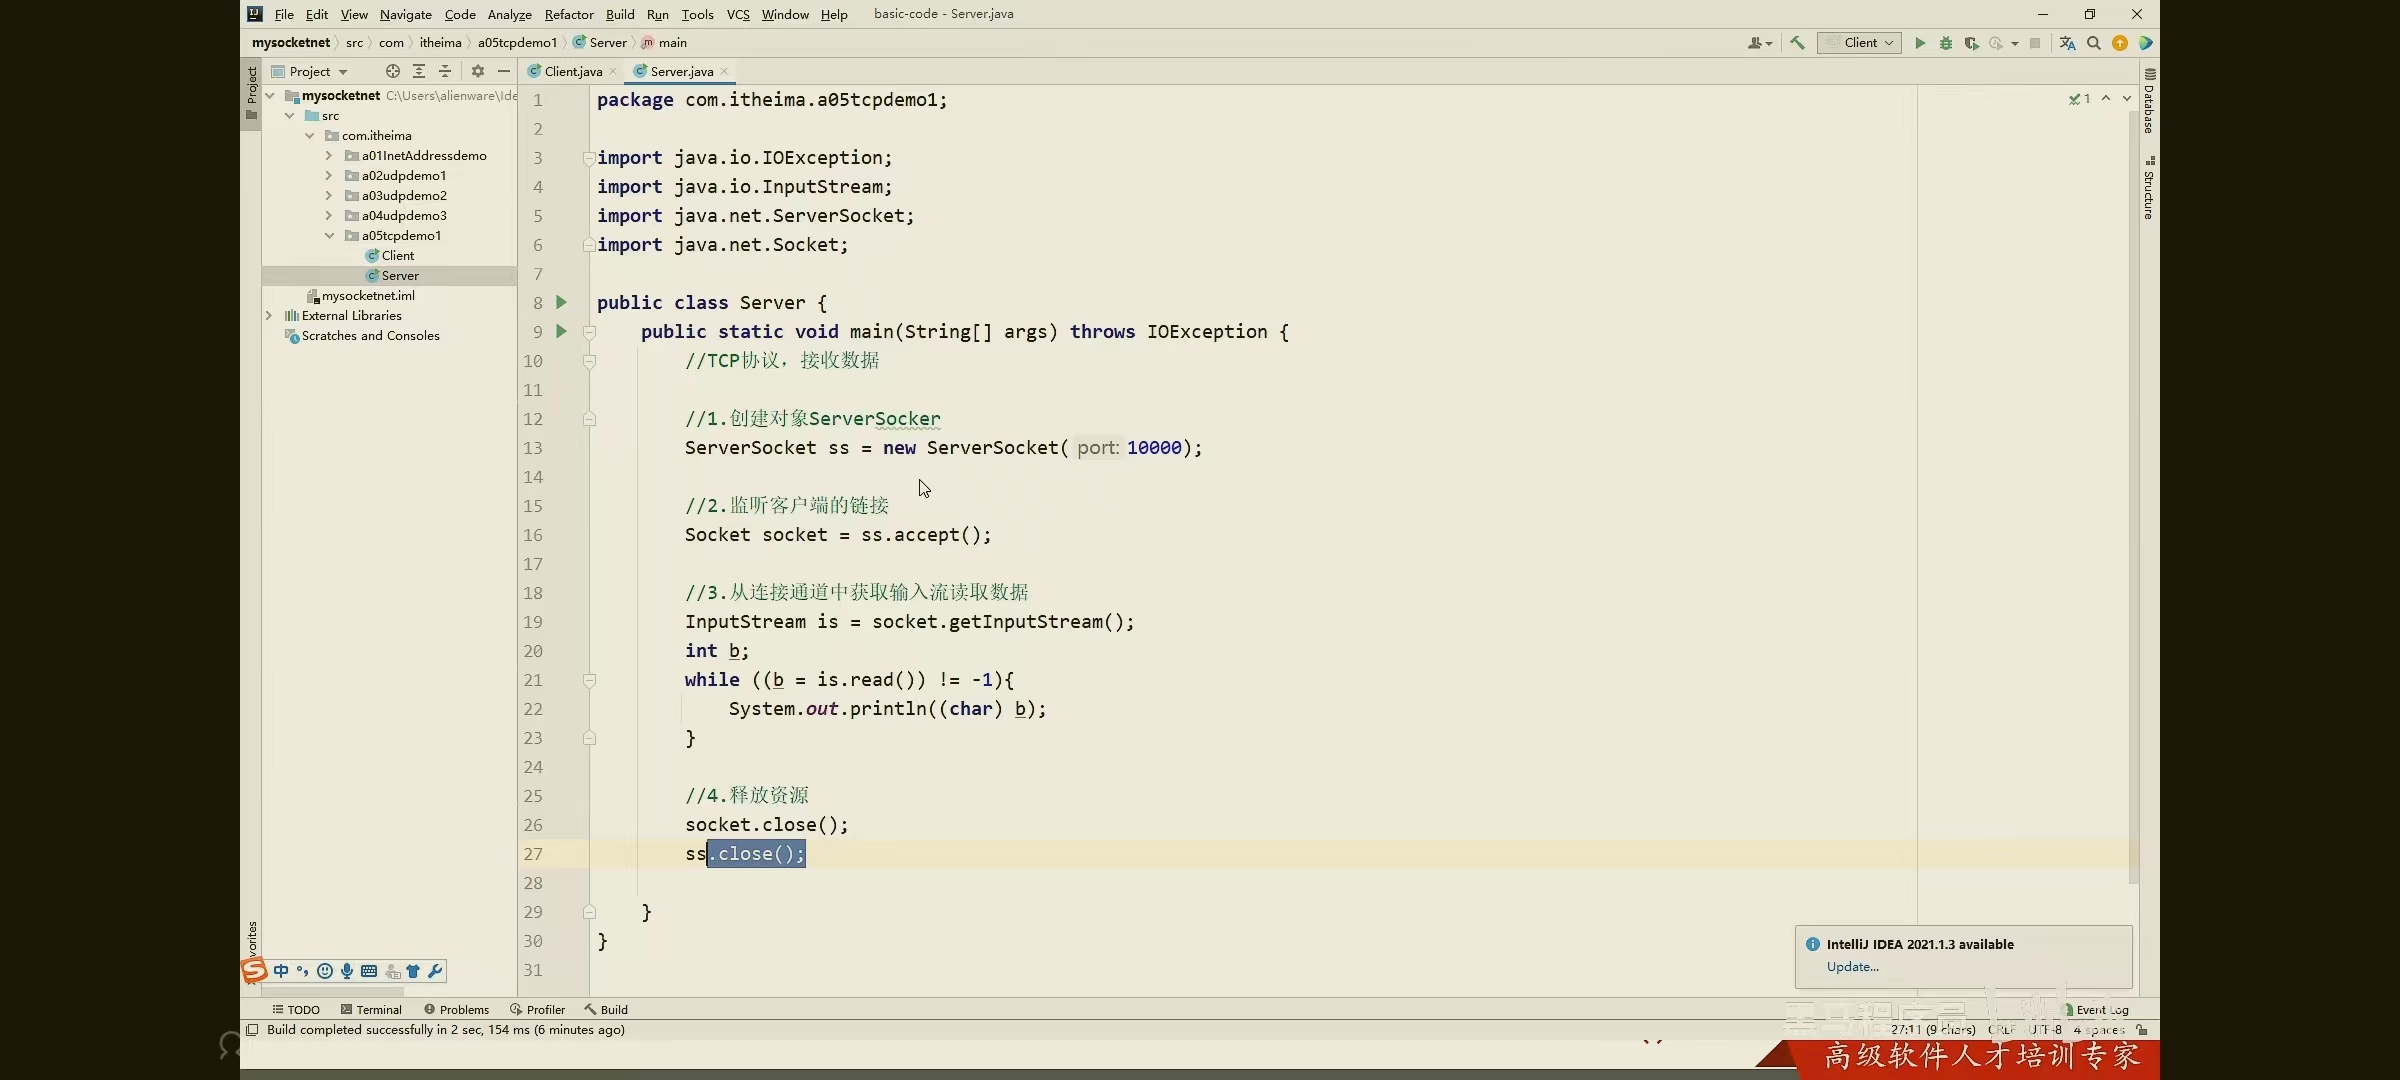 File Edit View Navigate Code Analyze Refactor Build Run Tools VCS Window Help basic-code - Server.java
mysocketnet src com itheima a05tcpdemo1 Server main
Client
Project
Client.java Server.java
Project
mysocketnet C:\Users\alienware\Ide
src
com.itheima
a01InetAddressdemo
a02udpdemo1
a03udpdemo2
a04udpdemo3
a05tcpdemo1
Client
Server
mysocketnet.iml
External Libraries
Scratches and Consoles
1 package com.itheima.a05tcpdemo1;
2
3 import java.io.IOException;
4 import java.io.InputStream;
5 import java.net.ServerSocket;
6 import java.net.Socket;
7
8 public class Server {
9 public static void main(String[] args) throws IOException {
10 //TCP协议，接收数据
11
12 //1.创建对象ServerSocker
13 ServerSocket ss = new ServerSocket( port: 10000);
14
15 //2.监听客户端的链接
16 Socket socket = ss.accept();
17
18 //3.从连接通道中获取输入流读取数据
19 InputStream is = socket.getInputStream();
20 int b;
21 while ((b = is.read()) != -1){
22 System.out.println((char) b);
23 }
24
25 //4.释放资源
26 socket.close();
27 ss.close();
28
29 }
30 }
31
1
Database
Structure
vorites
中
IntelliJ IDEA 2021.1.3 available
Update...
TODO Terminal Problems Profiler Build
Event Log
Build completed successfully in 2 sec, 154 ms (6 minutes ago)
27:11 (9 chars) CRLF UTF-8 4 spaces
黑马程序员
高级软件人才培训专家